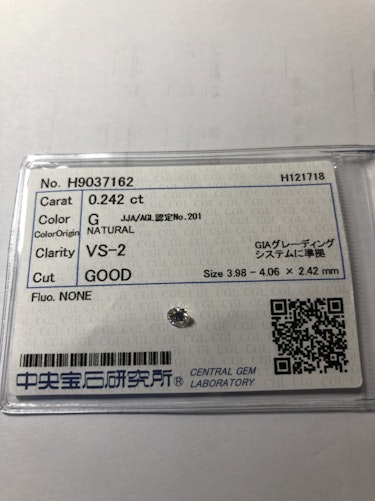 No. H9037162 H121718
Carat 0.242 ct
Color G JJA/AGL認定No.201
ColorOrigin NATURAL
Clarity VS-2 GIAグレーディング
システムに準拠
Cut GOOD Size 3.98 - 4.06 × 2.42 mm
Fluo. NONE
中央宝石研究所® CENTRAL GEM
LABORATORY